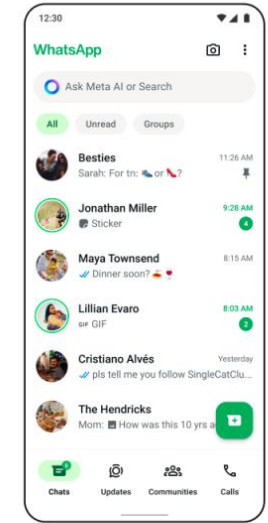 12:30
WhatsApp
Ask Meta AI or Search
All Unread Groups
Besties 11:26 AM
Sarah: For tn: 👟 or 👠?
Jonathan Miller 9:28 AM
Sticker 4
Maya Townsend 8:15 AM
Dinner soon? 🍝🍷
Lillian Evaro 8:03 AM
GIF GIF 2
Cristiano Alvés Yesterday
pls tell me you follow SingleCatClu...
The Hendricks
Mom: How was this 10 yrs a
Chats Updates Communities Calls